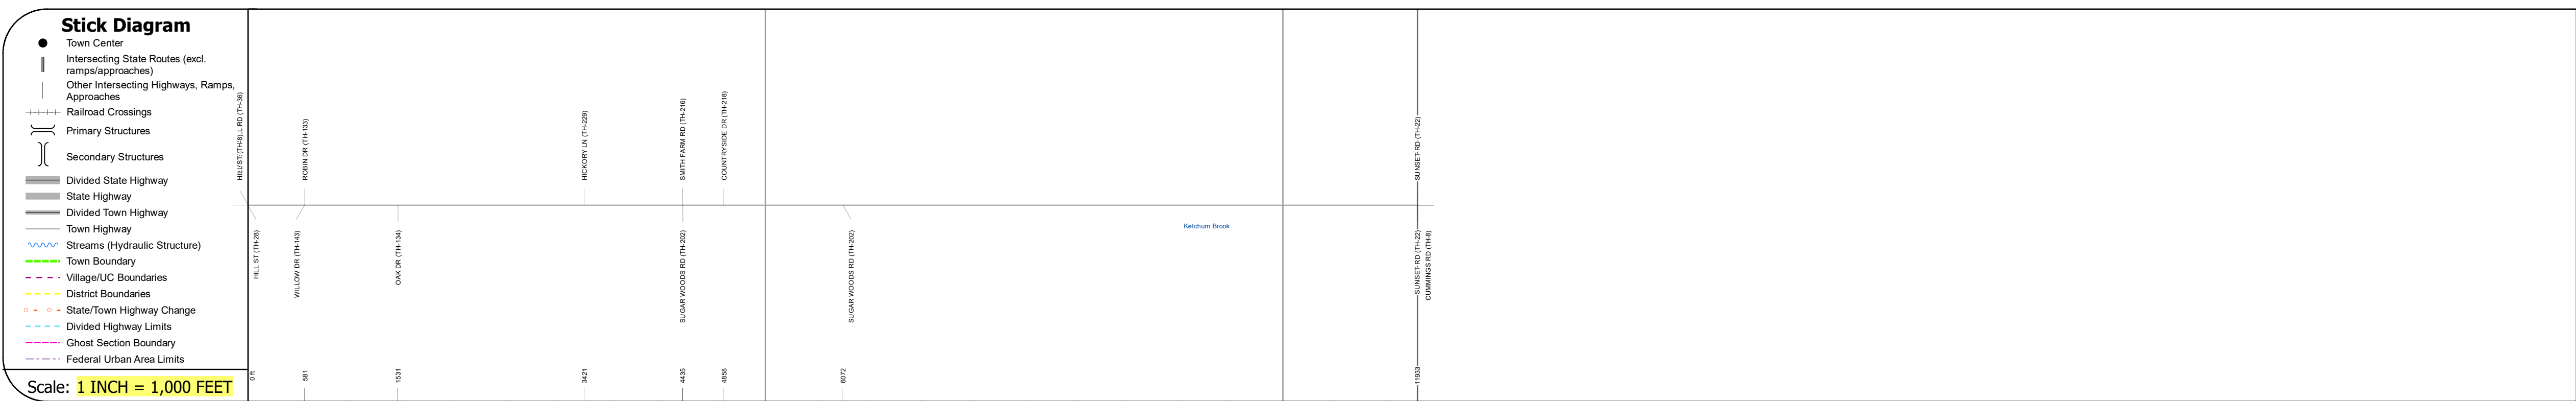 Stick Diagram
Town Center
Intersecting State Routes (excl.
ramps/approaches)
Other Intersecting Highways, Ramps,
Approaches
Railroad Crossings
Primary Structures
Secondary Structures
Divided State Highway
State Highway
Divided Town Highway
Town Highway
Streams (Hydraulic Structure)
Town Boundary
Village/UC Boundaries
District Boundaries
State/Town Highway Change
Divided Highway Limits
Ghost Section Boundary
Federal Urban Area Limits
Scale: 1 INCH = 1,000 FEET
L RD (TH-36)
ROBIN DR (TH-133)
HICKORY LN (TH-229)
SMITH FARM RD (TH-216)
COUNTRYSIDE DR (TH-218)
SUNSET RD (TH-22)
HILL ST (TH-28)
WILLOW DR (TH-143)
OAK DR (TH-134)
SUGAR WOODS RD (TH-202)
SUGAR WOODS RD (TH-202)
Ketchum Brook
SUNSET RD (TH-22)
CUMMINGS RD (TH-8)
0 ft
581
1531
3421
4435
4858
6072
11933